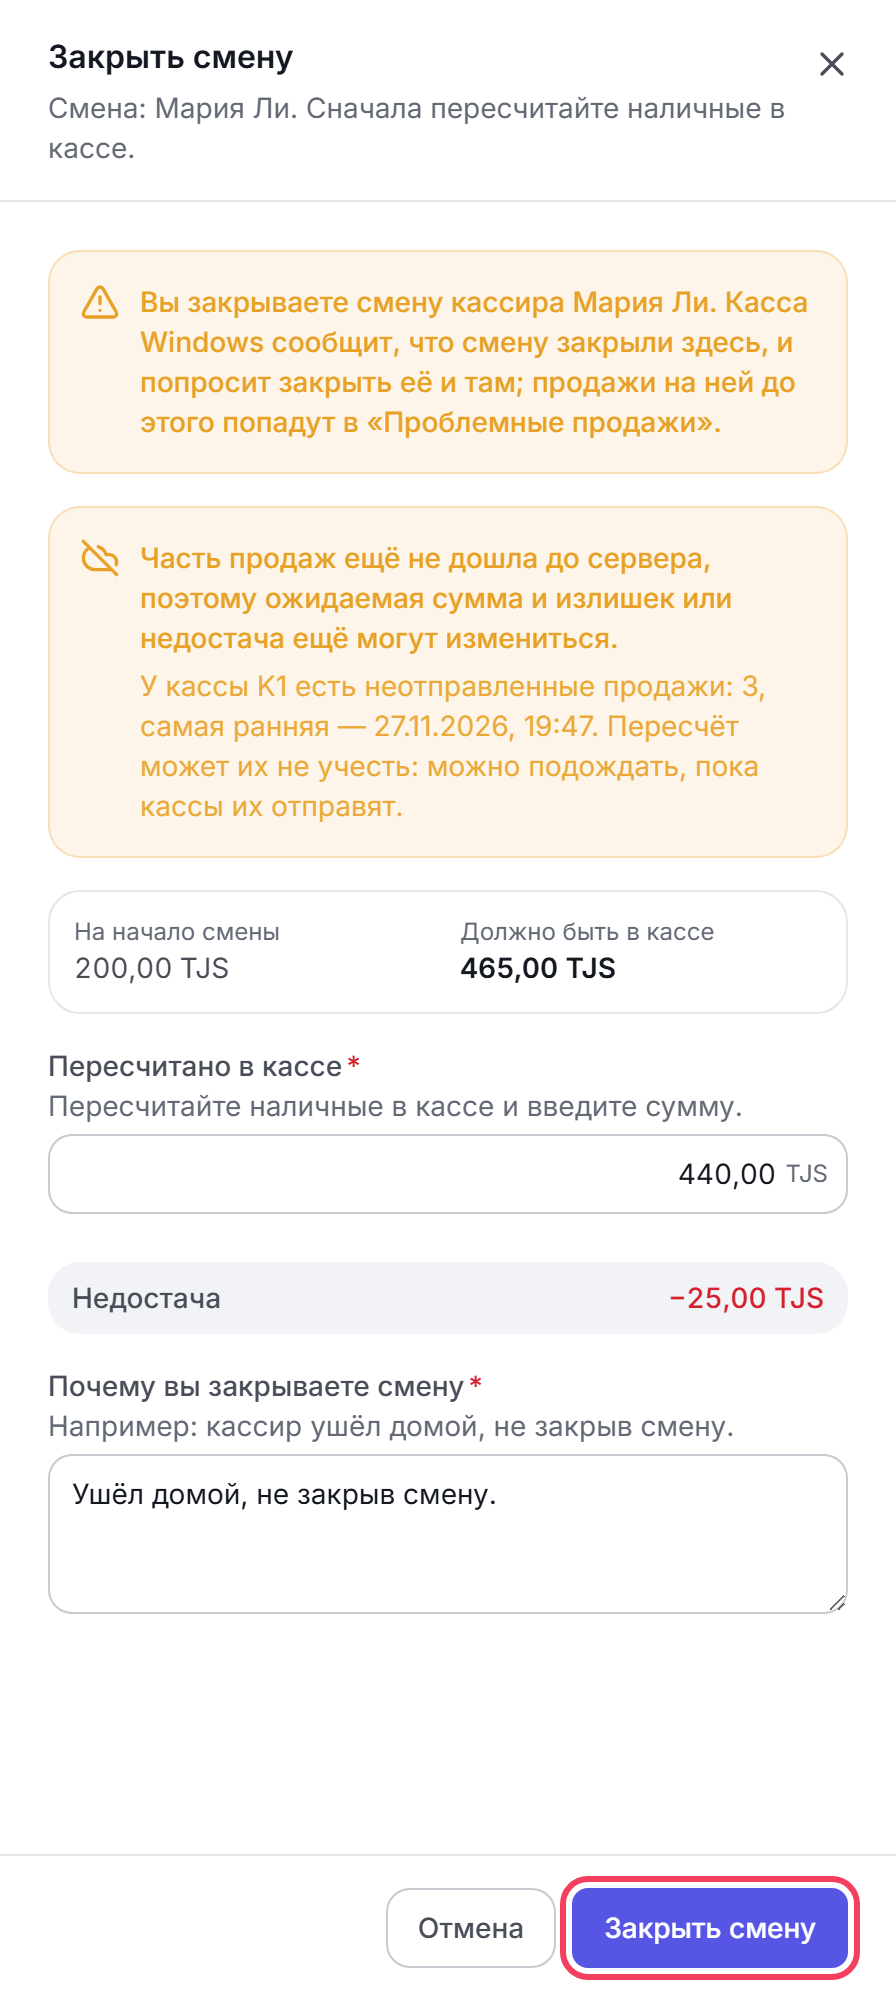 Закрыть смену
Смена: Мария Ли. Сначала пересчитайте наличные в
кассе.
Вы закрываете смену кассира Мария Ли. Касса
Windows сообщит, что смену закрыли здесь, и
попросит закрыть её и там; продажи на ней до
этого попадут в «Проблемные продажи».
Часть продаж ещё не дошла до сервера,
поэтому ожидаемая сумма и излишек или
недостача ещё могут измениться.
У кассы K1 есть неотправленные продажи: 3,
самая ранняя — 27.11.2026, 19:47. Пересчёт
может их не учесть: можно подождать, пока
кассы их отправят.
На начало смены
200,00 TJS
Должно быть в кассе
465,00 TJS
Пересчитано в кассе*
Пересчитайте наличные в кассе и введите сумму.
440,00 TJS
Недостача −25,00 TJS
Почему вы закрываете смену*
Например: кассир ушёл домой, не закрыв смену.
Ушёл домой, не закрыв смену.
Отмена Закрыть смену